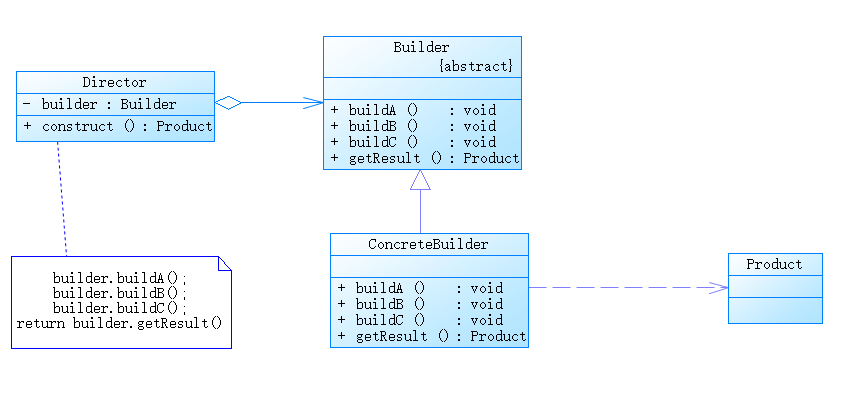 Director
- builder : Builder
+ construct () : Product
Builder
{abstract}
+ buildA () : void
+ buildB () : void
+ buildC () : void
+ getResult () : Product
ConcreteBuilder
+ buildA () : void
+ buildB () : void
+ buildC () : void
+ getResult () : Product
Product
builder.buildA();
builder.buildB();
builder.buildC();
return builder.getResult()